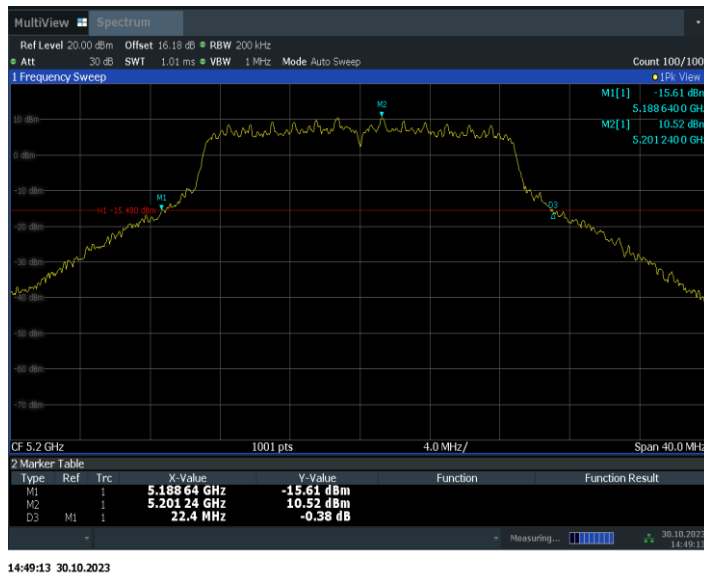 MultiView Spectrum
Ref Level 20.00 dBm Offset 16.18 dB RBW 200 kHz
Att 30 dB SWT 1.01 ms VBW 1 MHz Mode Auto Sweep Count 100/100
1 Frequency Sweep 1Pk View
M1[1] -15.61 dBm
5.188 640 0 GHz
M2[1] 10.52 dBm
5.201 240 0 GHz
M2
10 dBm
0 dBm
-10 dBm
M1
H1 -15.480 dBm
D3
-20 dBm
-30 dBm
-40 dBm
-50 dBm
-60 dBm
-70 dBm
CF 5.2 GHz 1001 pts 4.0 MHz/ Span 40.0 MHz
2 Marker Table
Type Ref Trc X-Value Y-Value Function Function Result
M1 1 5.188 64 GHz -15.61 dBm
M2 1 5.201 24 GHz 10.52 dBm
D3 M1 1 22.4 MHz -0.38 dB
Measuring... 30.10.2023
14:49:13
14:49:13 30.10.2023